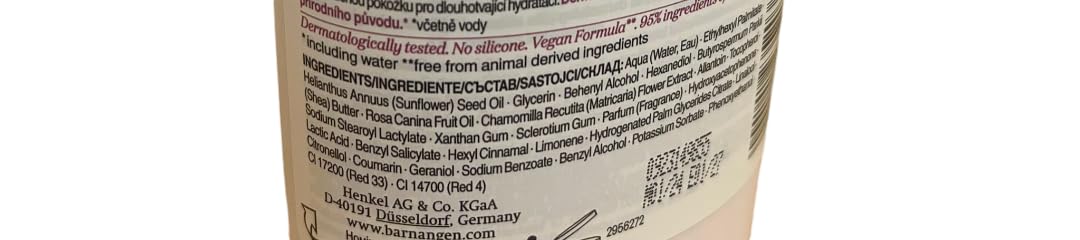 pokožku pro dlouhotrvající hydrataci.
přírodního původu.* *včetně vody
Dermatologically tested. No silicone. Vegan Formula**. 95% ingredients
*including water **free from animal derived ingredients
INGREDIENTS/INGREDIENTE/СЪСТАВ/SASTOJCI/СКЛАД: Aqua (Water, Eau) · Ethylhexyl Palmitate
Helianthus Annuus (Sunflower) Seed Oil · Glycerin · Behenyl Alcohol · Hexanediol · Butyrospermum Parkii
(Shea) Butter · Rosa Canina Fruit Oil · Chamomilla Recutita (Matricaria) Flower Extract · Allantoin · Tocopherol
Sodium Stearoyl Lactylate · Xanthan Gum · Sclerotium Gum · Parfum (Fragrance) · Hydroxyacetophenone
Lactic Acid · Benzyl Salicylate · Hexyl Cinnamal · Limonene · Hydrogenated Palm Glycerides Citrate · Linalool
Citronellol · Coumarin · Geraniol · Sodium Benzoate · Benzyl Alcohol · Potassium Sorbate · Phenoxyethanol
CI 17200 (Red 33) · CI 14700 (Red 4)
Henkel AG & Co. KGaA
D-40191 Düsseldorf, Germany
www.barnangen.com
2956272